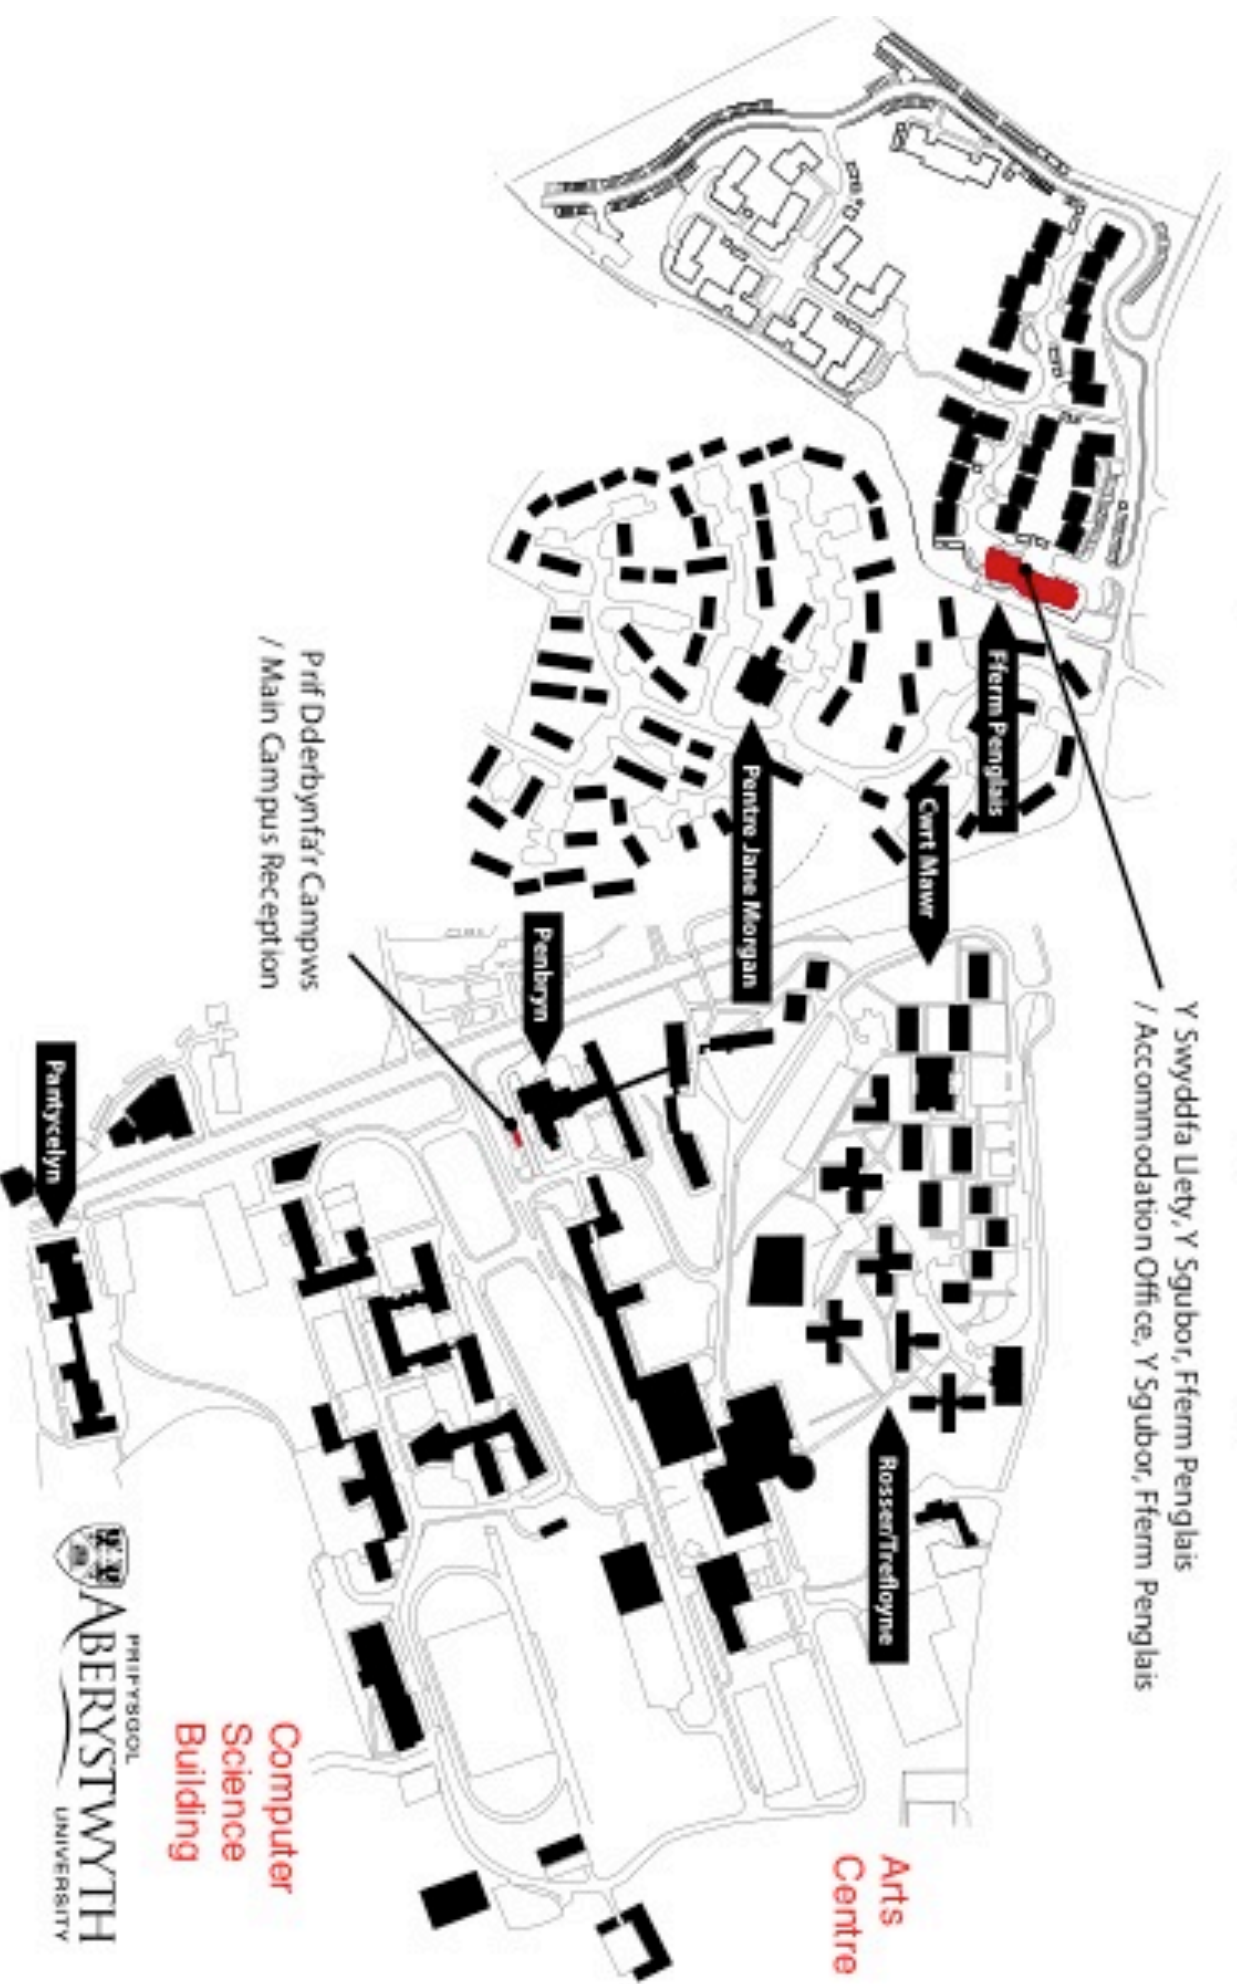 Y Swyddfa Llety, Y Sgubor, Fferm Penglais
/ Accommodation Office, Y Sgubor, Fferm Penglais
Fferm Penglais
Cwrt Mawr
Rosser/Trefloyne
Arts
Centre
Pentre Jane Morgan
Penbryn
Prif Dderbynfa'r Campws
/ Main Campus Reception
Computer
Science
Building
Pantycelyn
PRIFYSGOL
ABERYSTWYTH
UNIVERSITY